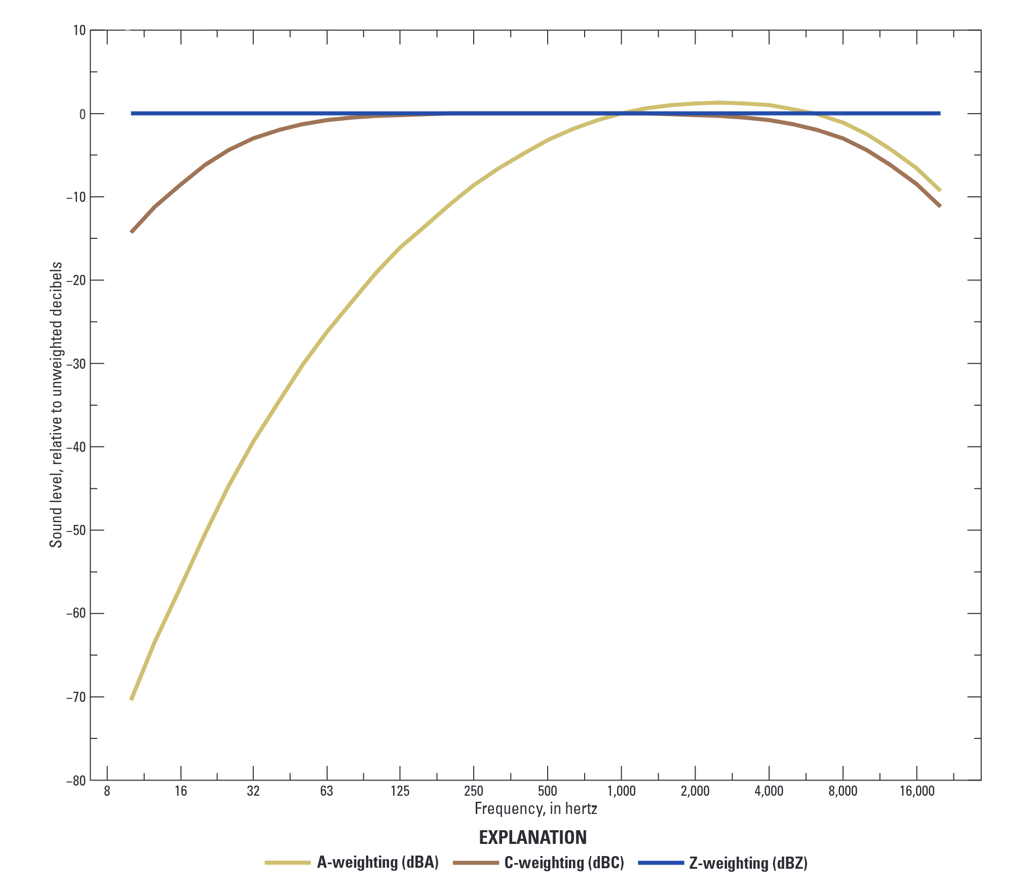 10
0
–10
–20
–30
–40
–50
–60
–70
–80
Sound level, relative to unweighted decibels
8 16 32 63 125 250 500 1,000 2,000 4,000 8,000 16,000
Frequency, in hertz
EXPLANATION
A-weighting (dBA) C-weighting (dBC) Z-weighting (dBZ)